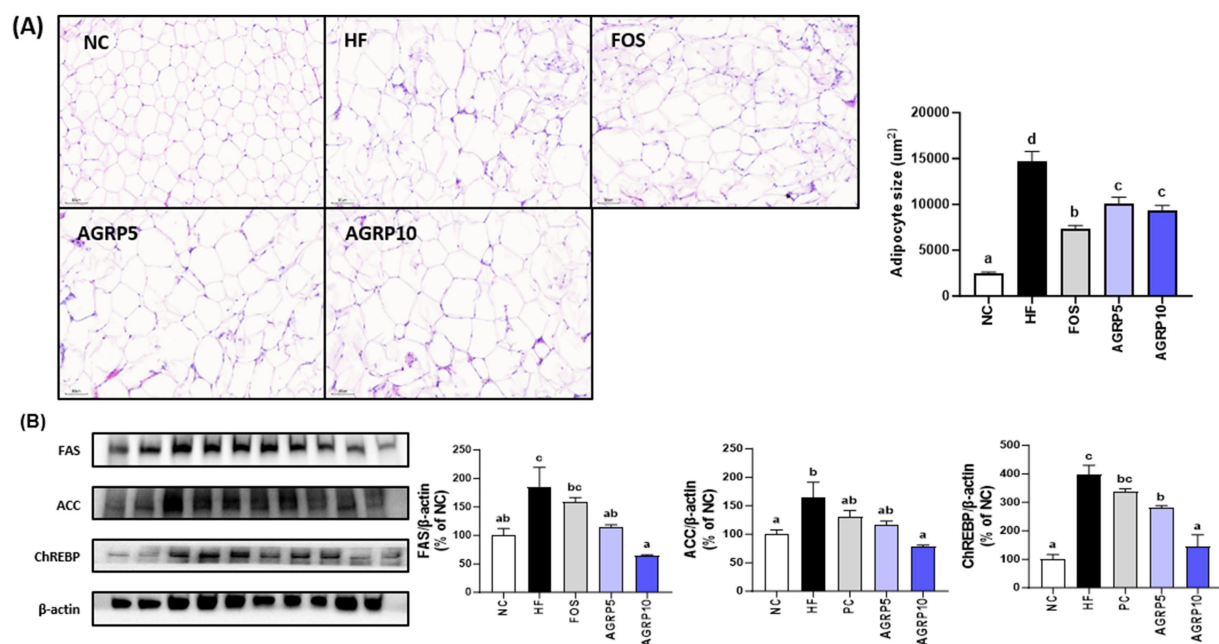 (A)
NC
HF
FOS
AGRP5
AGRP10
Adipocyte size (um²)
20000
15000
10000
5000
0
a
d
b
c
c
NC
HF
FOS
AGRP5
AGRP10
(B)
FAS
ACC
ChREBP
β-actin
FAS/β-actin
(% of NC)
250
200
150
100
50
0
ab
c
bc
ab
a
NC
HF
FOS
AGRP5
AGRP10
ACC/β-actin
(% of NC)
250
200
150
100
50
0
a
b
ab
ab
a
NC
HF
PC
AGRP5
AGRP10
ChREBP/β-actin
(% of NC)
500
400
300
200
100
0
a
c
bc
b
a
NC
HF
PC
AGRP5
AGRP10